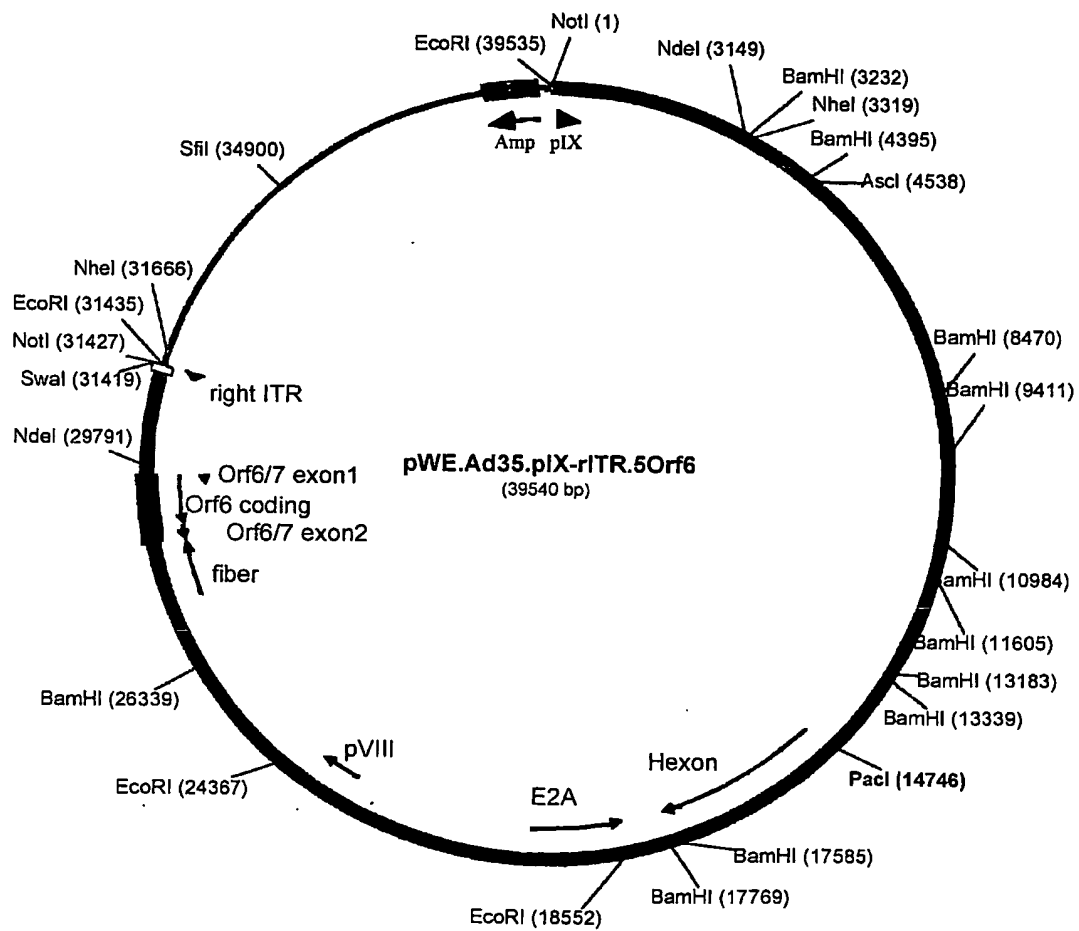 NotI (1)
EcoRI (39535)
NdeI (3149)
BamHI (3232)
NheI (3319)
BamHI (4395)
AscI (4538)
Amp
pIX
SfiI (34900)
NheI (31666)
EcoRI (31435)
NotI (31427)
SwaI (31419)
right ITR
BamHI (8470)
BamHI (9411)
NdeI (29791)
pWE.Ad35.pIX-rITR.5Orf6
(39540 bp)
Orf6/7 exon1
Orf6 coding
Orf6/7 exon2
fiber
amHI (10984)
BamHI (11605)
BamHI (13183)
BamHI (13339)
BamHI (26339)
pVIII
Hexon
PacI (14746)
EcoRI (24367)
E2A
BamHI (17585)
BamHI (17769)
EcoRI (18552)